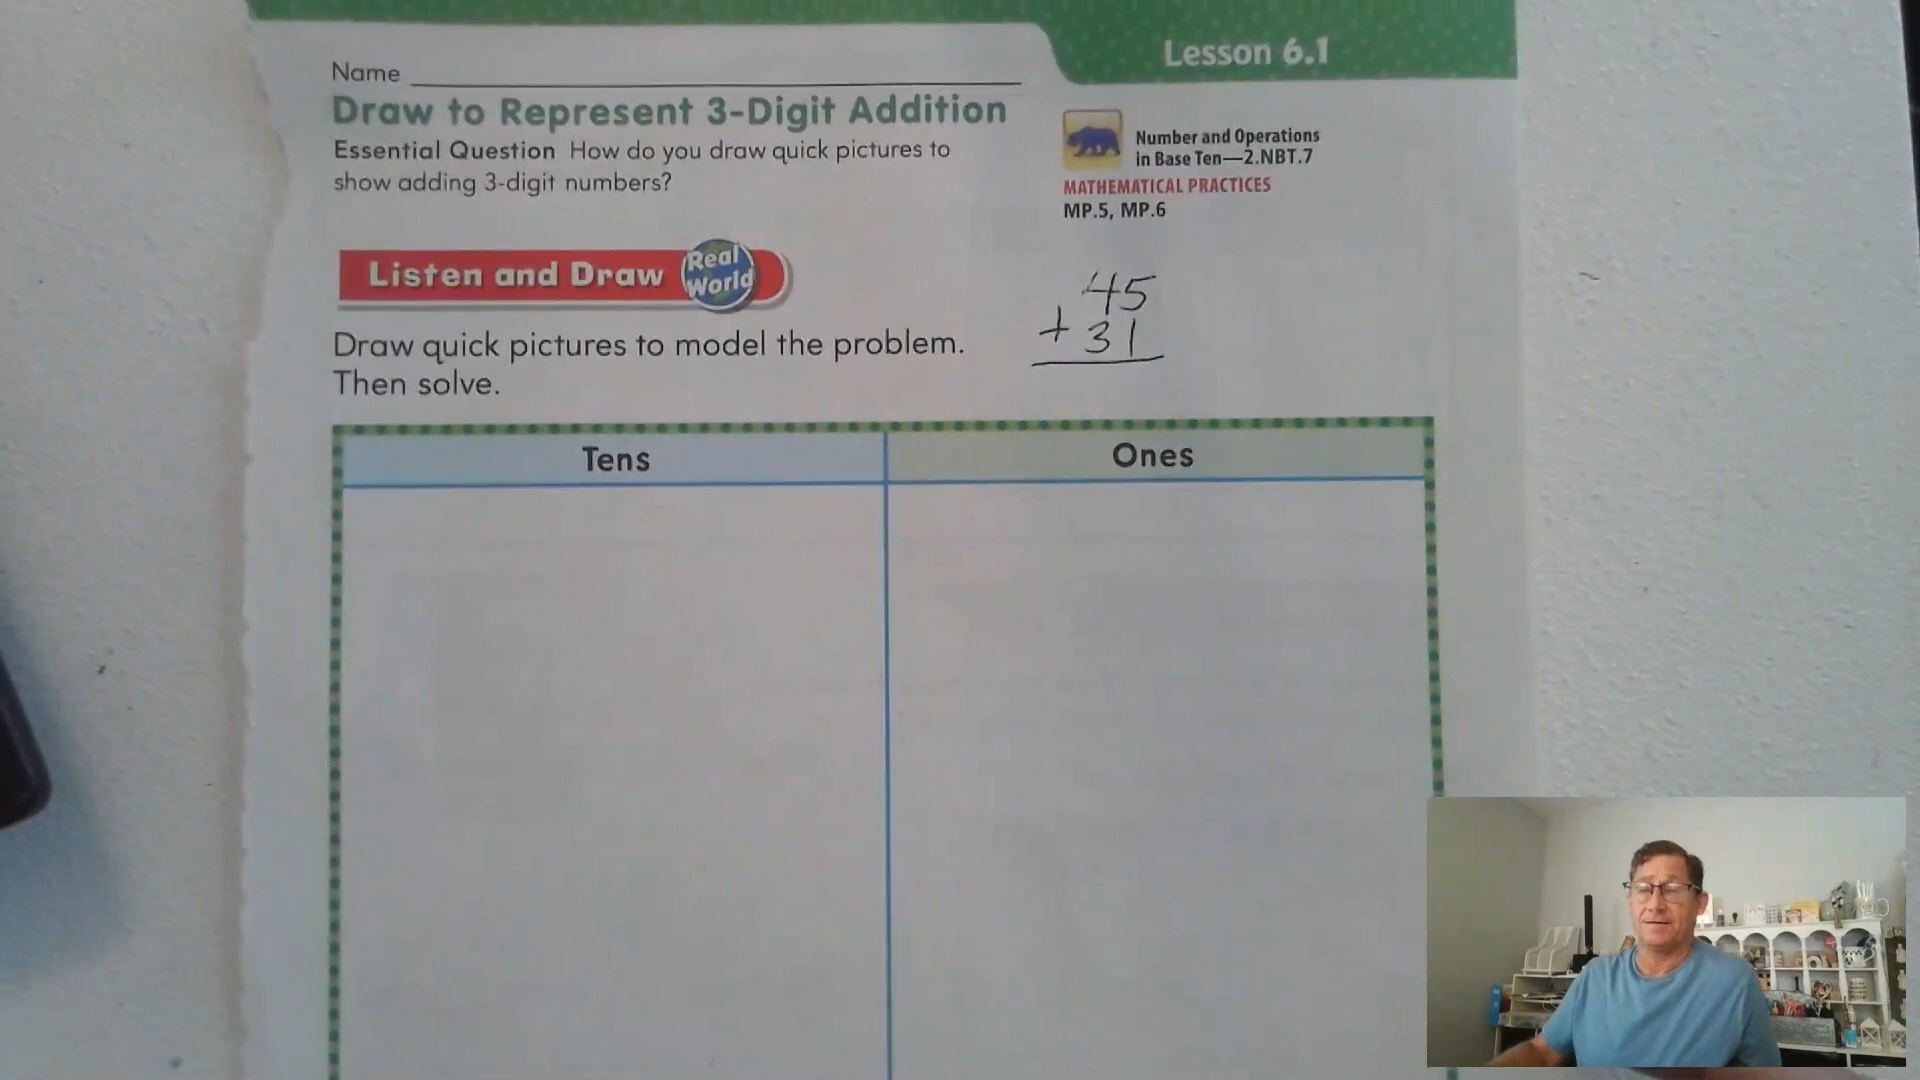 Lesson 6.1
Name
Draw to Represent 3-Digit Addition
Essential Question How do you draw quick pictures to
show adding 3-digit numbers?
Number and Operations
in Base Ten—2.NBT.7
MATHEMATICAL PRACTICES
MP.5, MP.6
Listen and Draw Real World
45
+ 31
Draw quick pictures to model the problem.
Then solve.
Tens Ones